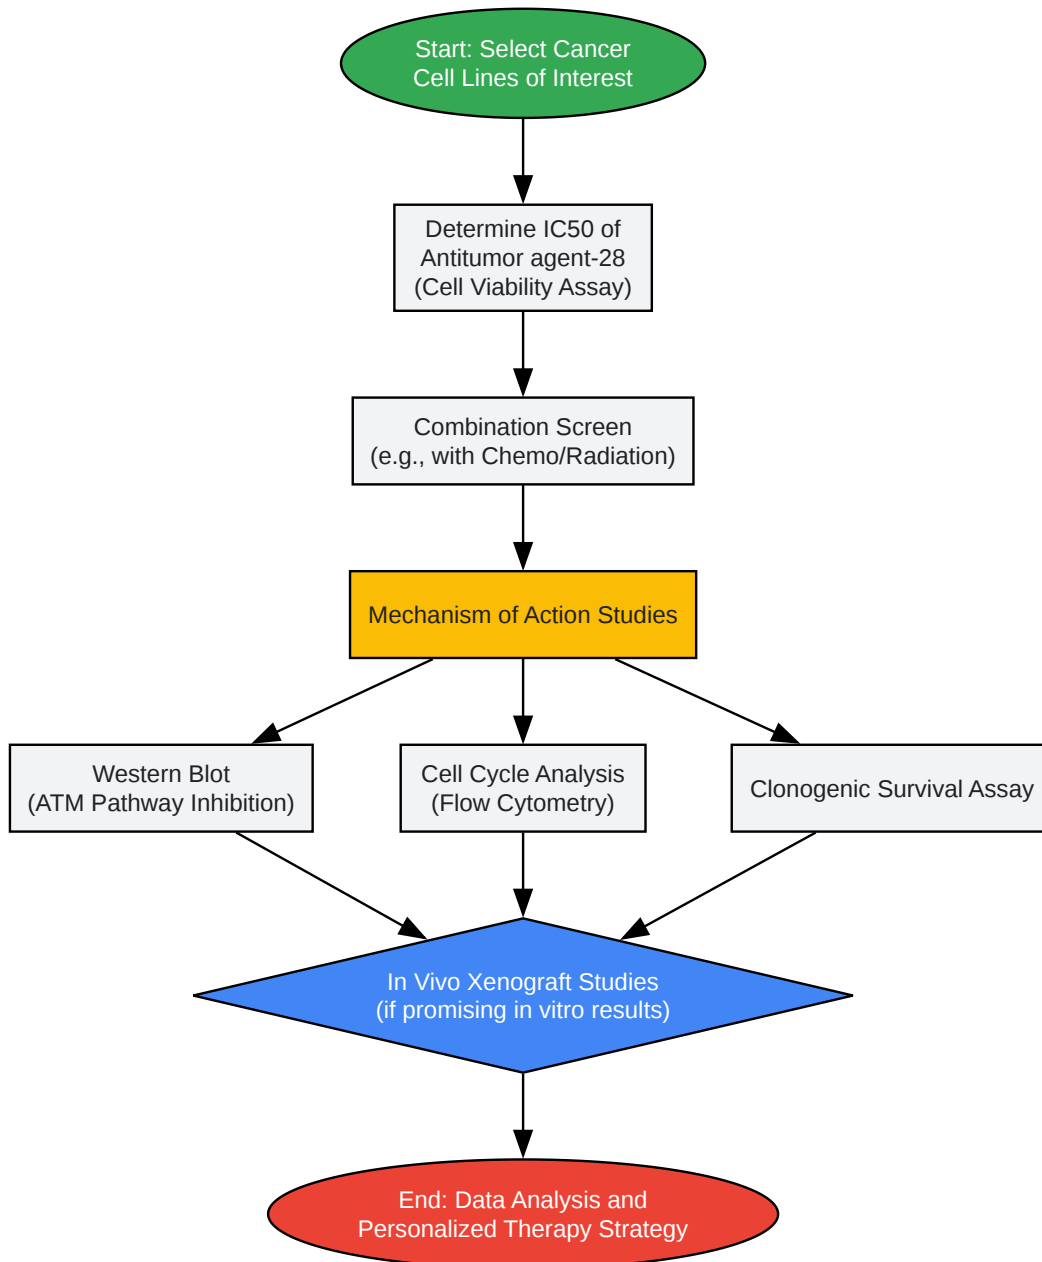 Start: Select Cancer
Cell Lines of Interest
Determine IC50 of
Antitumor agent-28
(Cell Viability Assay)
Combination Screen
(e.g., with Chemo/Radiation)
Mechanism of Action Studies
Western Blot
(ATM Pathway Inhibition)
Cell Cycle Analysis
(Flow Cytometry)
Clonogenic Survival Assay
In Vivo Xenograft Studies
(if promising in vitro results)
End: Data Analysis and
Personalized Therapy Strategy